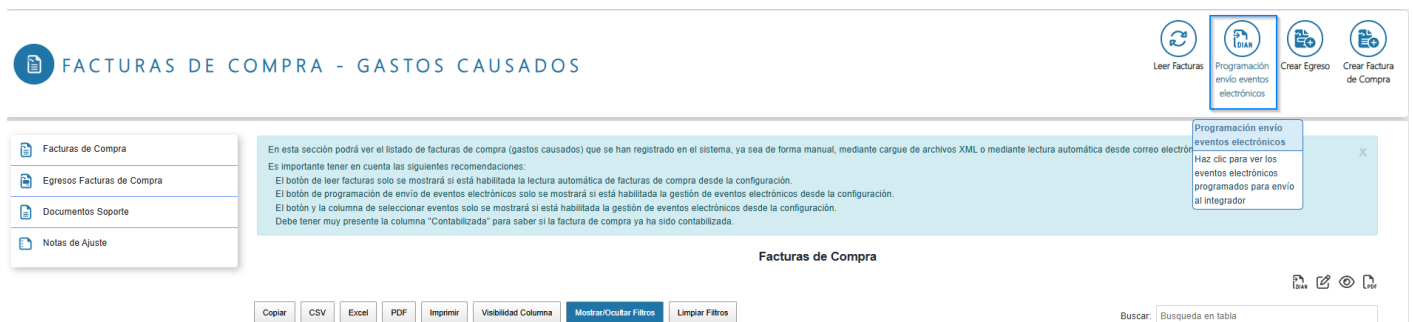 FACTURAS DE COMPRA - GASTOS CAUSADOS
Leer Facturas
DIAN
Programación
envío eventos
electrónicos
Crear Egreso
Crear Factura
de Compra
Programación envío
eventos electrónicos
Haz clic para ver los
eventos electrónicos
programados para envío
al integrador
Facturas de Compra
Egresos Facturas de Compra
Documentos Soporte
Notas de Ajuste
En esta sección podrá ver el listado de facturas de compra (gastos causados) que se han registrado en el sistema, ya sea de forma manual, mediante cargue de archivos XML o mediante lectura automática desde correo
X
Es importante tener en cuenta las siguientes recomendaciones:
El botón de leer facturas solo se mostrará si está habilitada la lectura automática de facturas de compra desde la configuración.
El botón de programación de envío de eventos electrónicos solo se mostrará si está habilitada la gestión de eventos electrónicos desde la configuración.
El botón y la columna de seleccionar eventos solo se mostrará si está habilitada la gestión de eventos electrónicos desde la configuración.
Debe tener muy presente la columna "Contabilizada" para saber si la factura de compra ya ha sido contabilizada.
Facturas de Compra
DIAN
PDF
Copiar
CSV
Excel
PDF
Imprimir
Visibilidad Columna
Mostrar/Ocultar Filtros
Limpiar Filtros
Buscar:
Busqueda en tabla